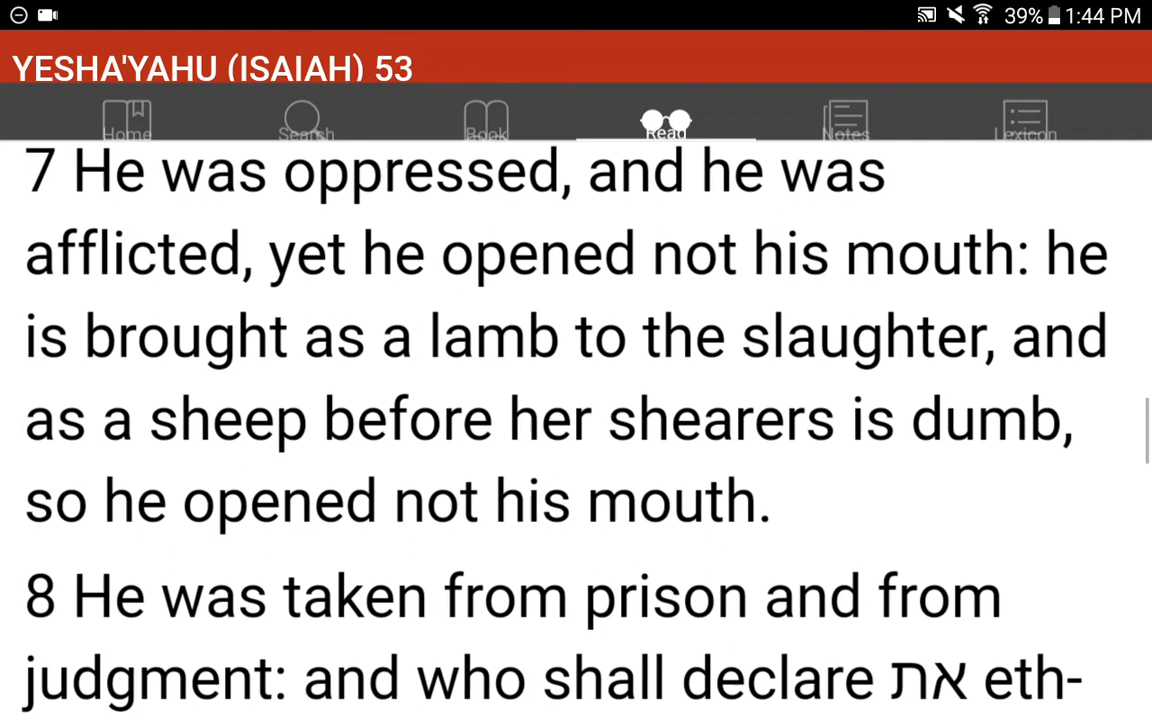 39% 1:44 PM
YESHA'YAHU (ISAIAH) 53
Home Search Book Read Notes Lexicon
7 He was oppressed, and he was
afflicted, yet he opened not his mouth: he
is brought as a lamb to the slaughter, and
as a sheep before her shearers is dumb,
so he opened not his mouth.
8 He was taken from prison and from
judgment: and who shall declare את eth-